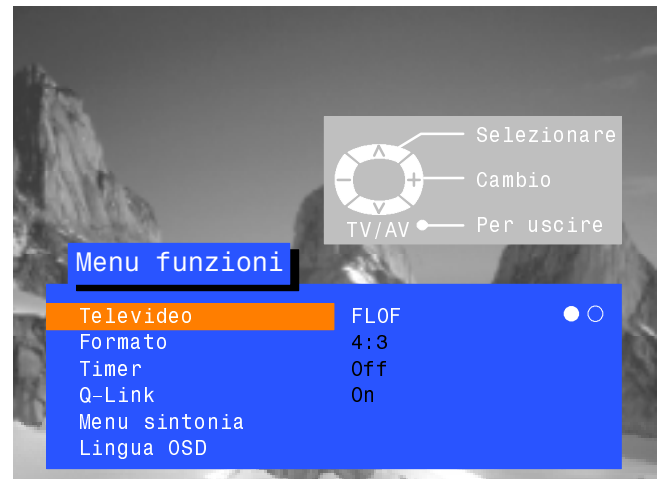 Selezionare
Cambio
TV/AV Per uscire
Menu funzioni
Televideo FLOF
Formato 4:3
Timer Off
Q–Link On
Menu sintonia
Lingua OSD